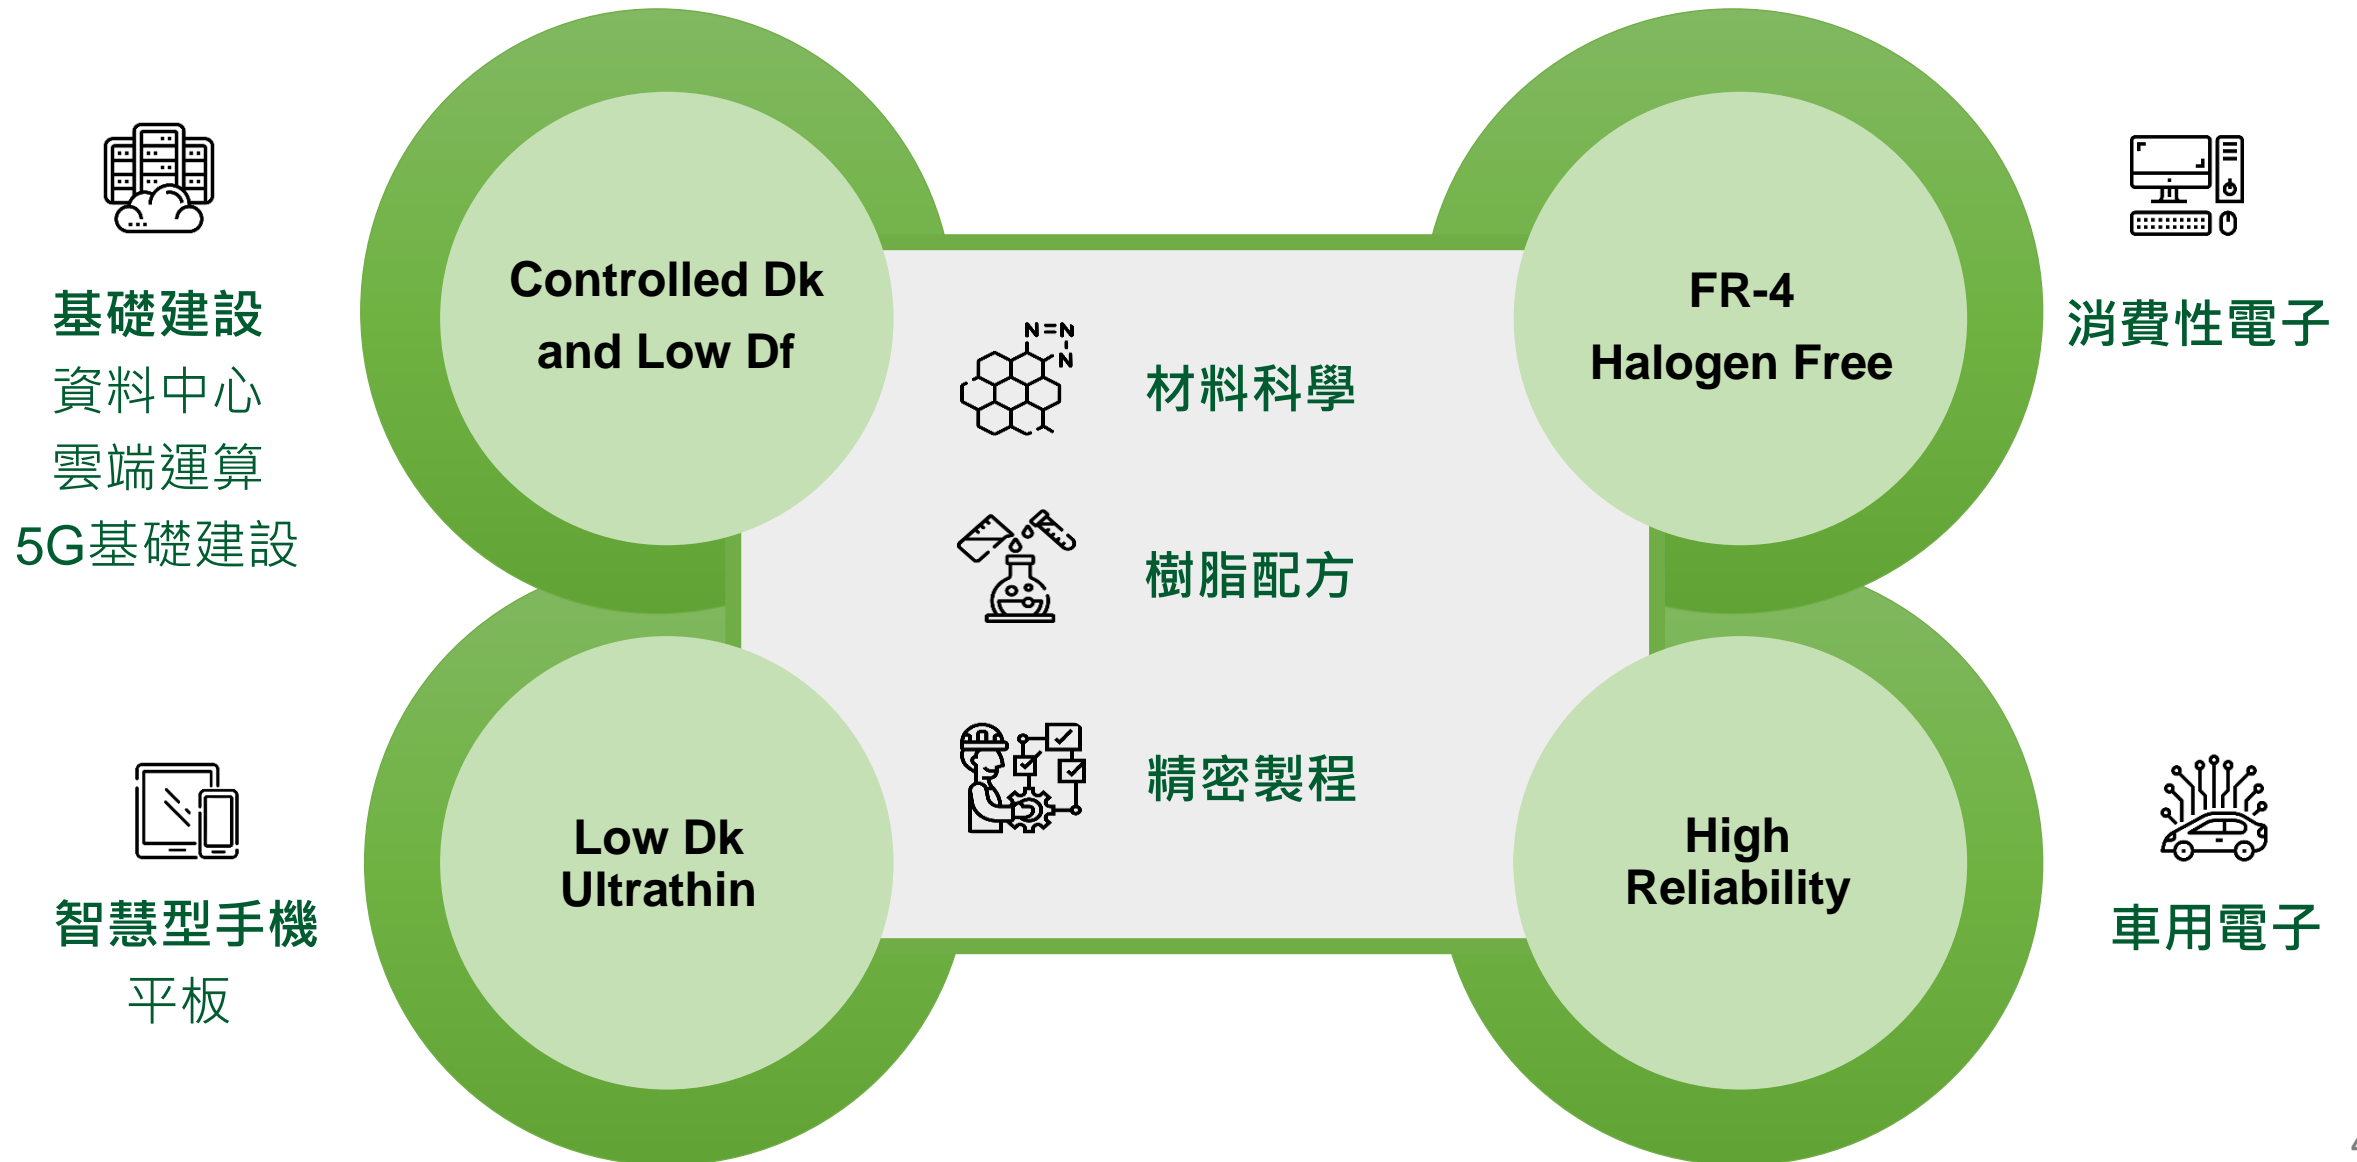 基礎建設
資料中心
雲端運算
5G基礎建設
Controlled Dk
and Low Df
FR-4
Halogen Free
消費性電子
N=N
N
材料科學
樹脂配方
精密製程
智慧型手機
平板
Low Dk
Ultrathin
High
Reliability
車用電子